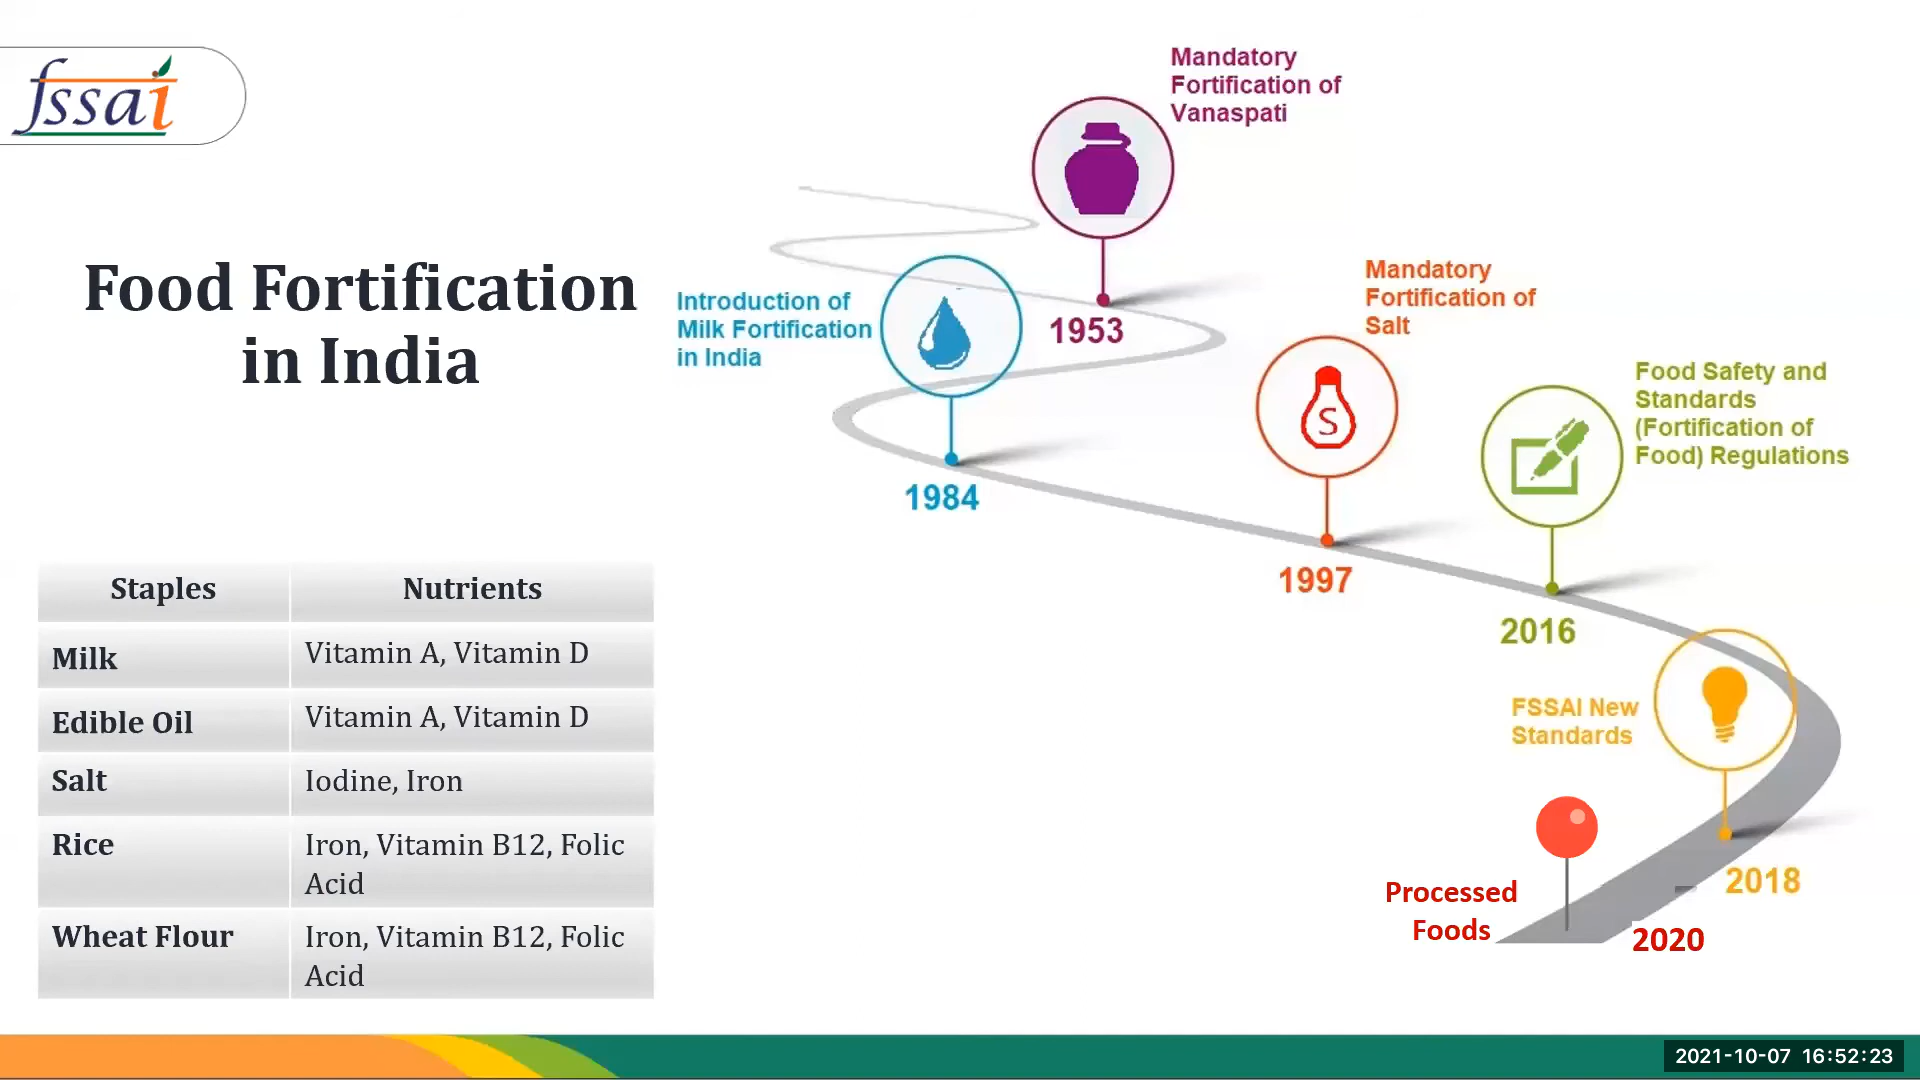 fssai
Food Fortification
in India
Mandatory
Fortification of
Vanaspati
1953
Introduction of
Milk Fortification
in India
1984
Mandatory
Fortification of
Salt
S
1997
Food Safety and
Standards
(Fortification of
Food) Regulations
2016
FSSAI New
Standards
2018
Processed
Foods
2020
Staples Nutrients
Milk Vitamin A, Vitamin D
Edible Oil Vitamin A, Vitamin D
Salt Iodine, Iron
Rice Iron, Vitamin B12, Folic
Acid
Wheat Flour Iron, Vitamin B12, Folic
Acid
2021-10-07 16:52:23